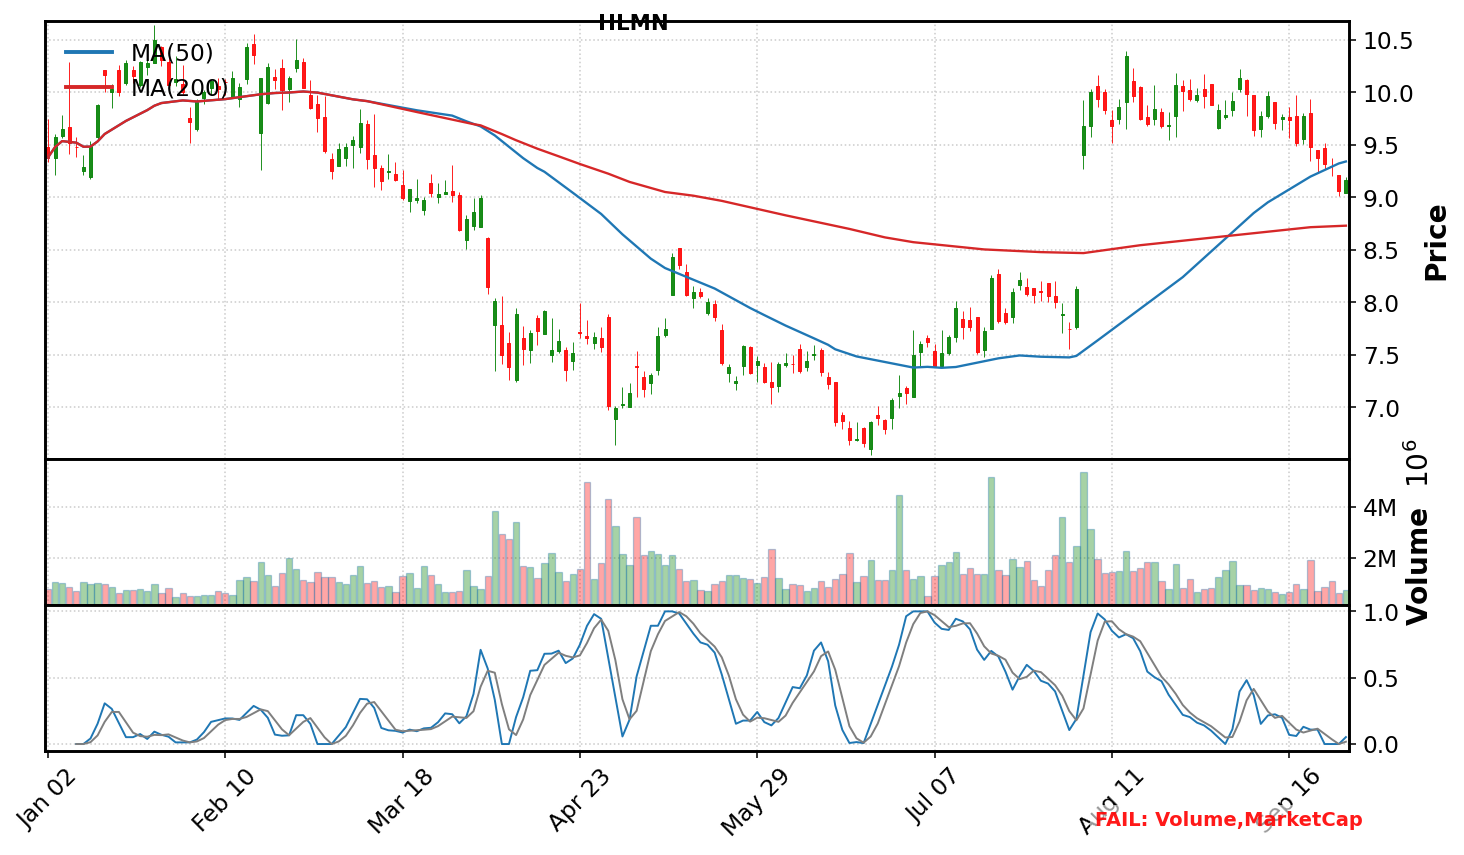 HLMN
MA(50)
MA(200)
10.5
10.0
9.5
9.0
8.5
8.0
7.5
7.0
Price
4M
2M
Volume 10^6
1.0
0.5
0.0
Jan 02
Feb 10
Mar 18
Apr 23
May 29
Jul 07
Aug 11
Sep 16
FAIL: Volume,MarketCap